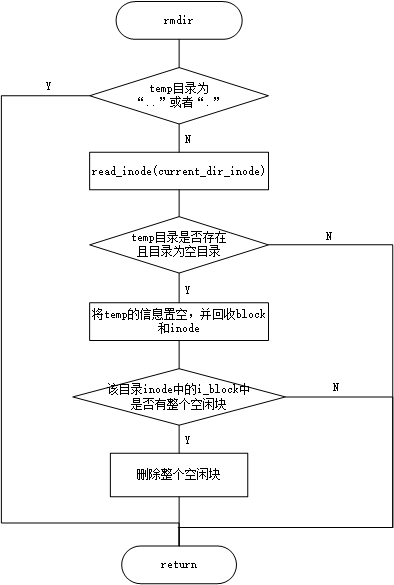 rmdir
Y
temp目录为
“..”或者“.”
N
read_inode(current_dir_inode)
temp目录是否存在
且目录为空目录
N
Y
将temp的信息置空，并回收block
和inode
该目录inode中的i_block中
是否有整个空闲块
N
Y
删除整个空闲块
return